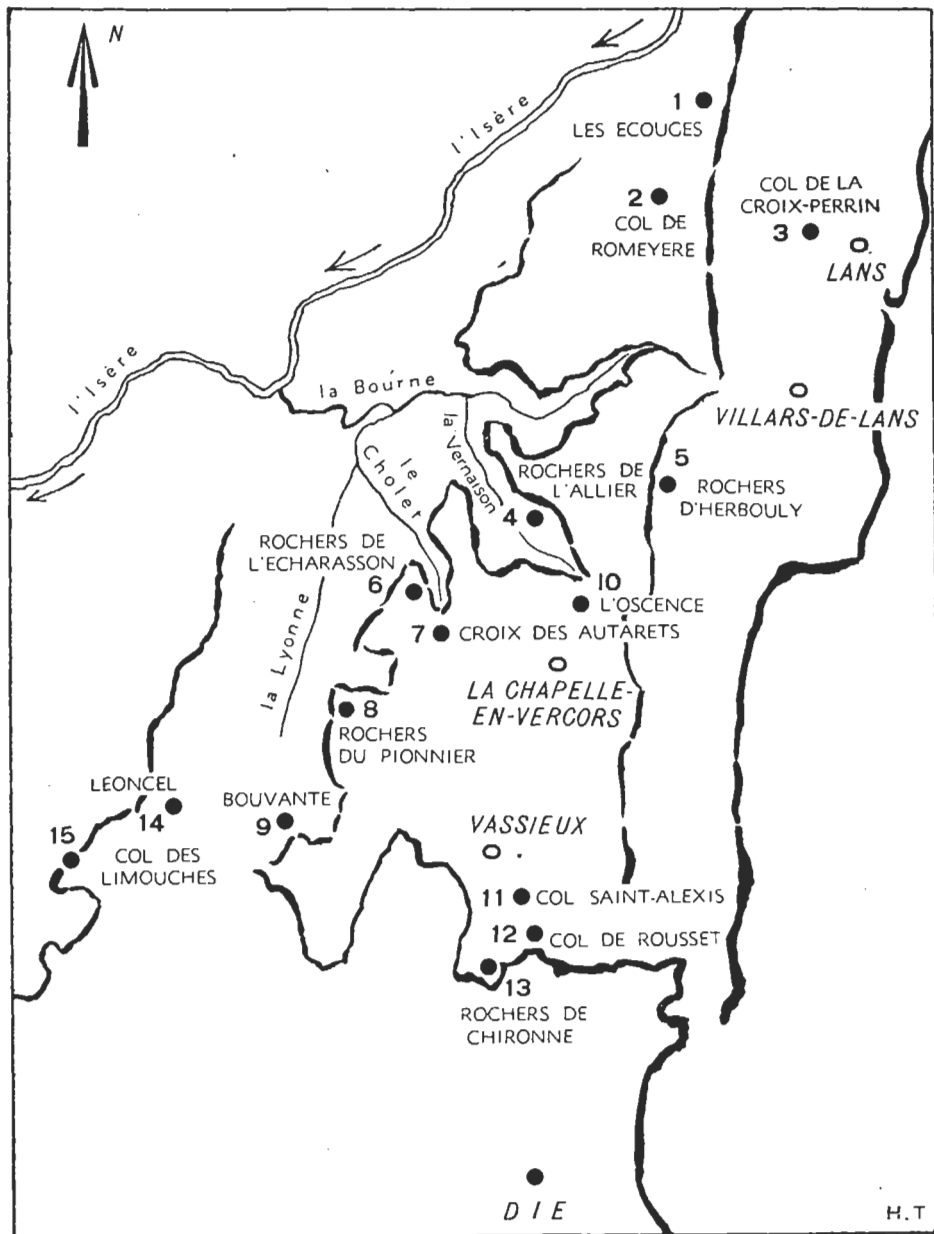 N
l'Isère
1
LES ECOUGES
2
COL DE
ROMEYERE
COL DE LA
CROIX-PERRIN
3
LANS
l'Isère
la Bourne
VILLARS-DE-LANS
le
Cholet
la Vernaison
ROCHERS DE
L'ALLIER
4
5
ROCHERS
D'HERBOULY
ROCHERS DE
L'ECHARASSON
6
10
L'OSCENCE
7
CROIX DES AUTARETS
la Lyonne
LA CHAPELLE-
EN-VERCORS
8
ROCHERS
DU PIONNIER
LEONCEL
14
BOUVANTE
9
VASSIEUX
15
COL DES
LIMOUCHES
11
COL SAINT-ALEXIS
12
COL DE ROUSSET
13
ROCHERS DE
CHIRONNE
DIE
H.T